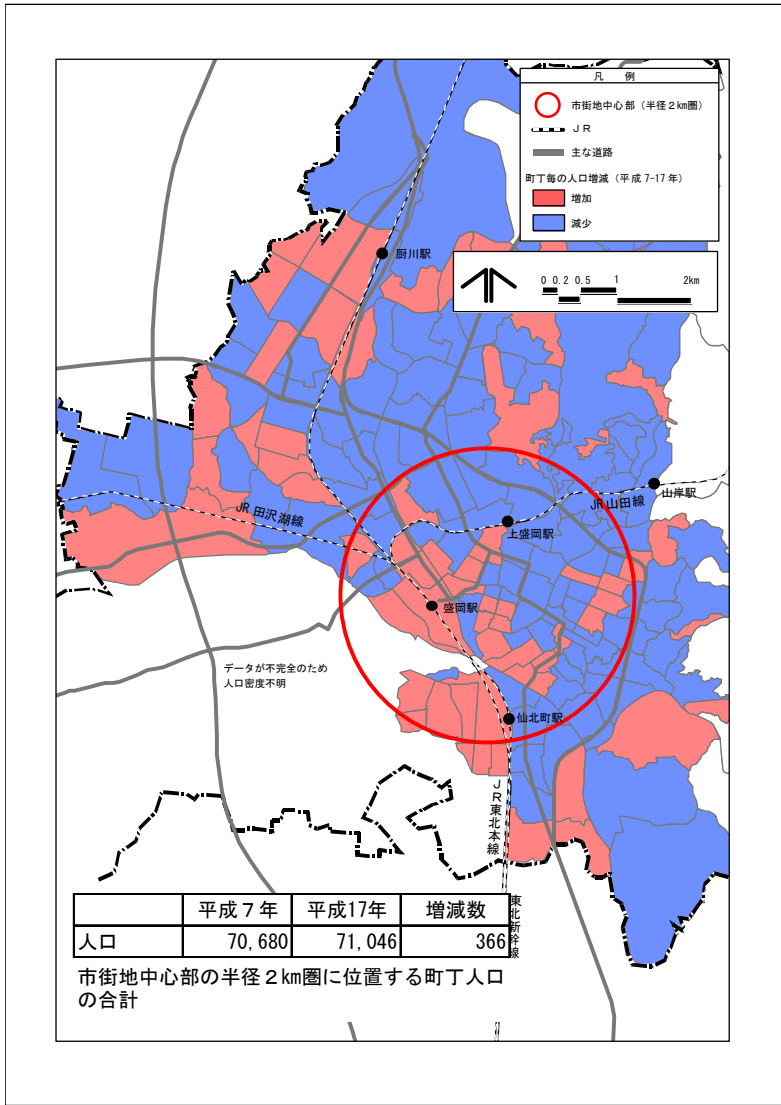 凡　例
市街地中心部（半径２km圏）
ＪＲ
主な道路
町丁毎の人口増減（平成７-17年）
増加
減少
厨川駅
0 0.2 0.5 1 2km
JR田沢湖線
JR山田線
山岸駅
上盛岡駅
盛岡駅
データが不完全のため
人口密度不明
仙北町駅
ＪＲ東北本線
東北新幹線
平成７年 平成17年 増減数
人口 70,680 71,046 366
市街地中心部の半径２km圏に位置する町丁人口
の合計